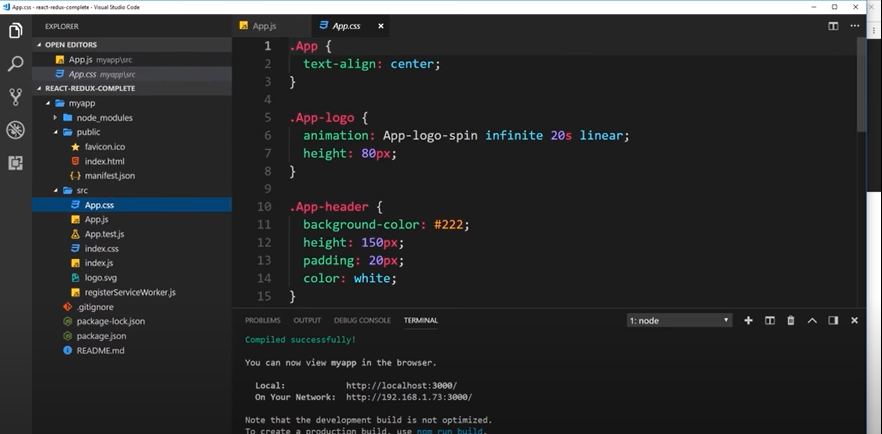 App.css - react-redux-complete - Visual Studio Code
EXPLORER
OPEN EDITORS
App.js myapp\src
App.css myapp\src
REACT-REDUX-COMPLETE
myapp
node_modules
public
favicon.ico
index.html
manifest.json
src
App.css
App.js
App.test.js
index.css
index.js
logo.svg
registerServiceWorker.js
.gitignore
package-lock.json
package.json
README.md
App.js
App.css
1 .App {
2 text-align: center;
3 }
4
5 .App-logo {
6 animation: App-logo-spin infinite 20s linear;
7 height: 80px;
8 }
9
10 .App-header {
11 background-color: #222;
12 height: 150px;
13 padding: 20px;
14 color: white;
15 }
PROBLEMS OUTPUT DEBUG CONSOLE TERMINAL 1: node
Compiled successfully!
You can now view myapp in the browser.
Local: http://localhost:3000/
On Your Network: http://192.168.1.73:3000/
Note that the development build is not optimized.
To create a production build, use npm run build.